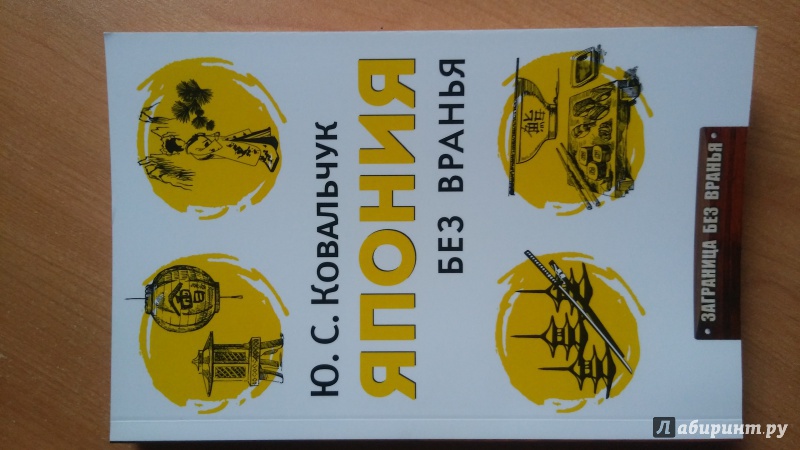 Ю. С. Ковальчук
ЯПОНИЯ
БЕЗ ВРАНЬЯ
ЗАГРАНИЦА БЕЗ ВРАНЬЯ
Лабиринт.ру